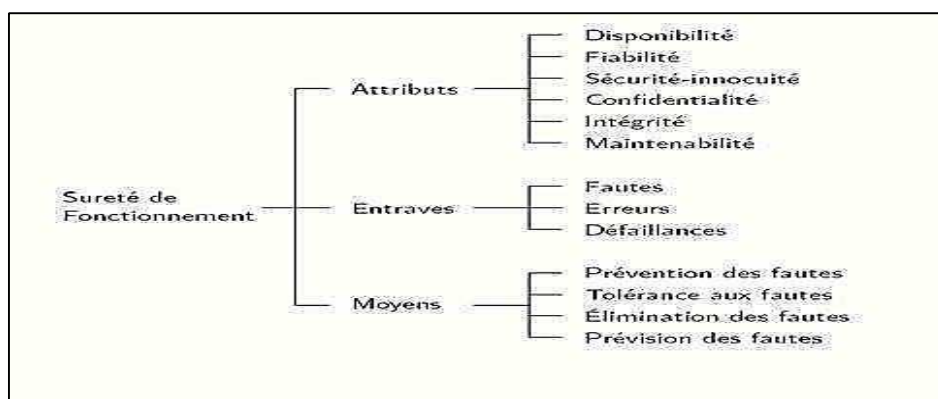 Disponibilité
Fiabilité
Sécurité-innocuité
Attributs
Confidentialité
Intégrité
Maintenabilité
Sureté de
Fonctionnement
Entraves
Fautes
Erreurs
Défaillances
Moyens
Prévention des fautes
Tolérance aux fautes
Élimination des fautes
Prévision des fautes